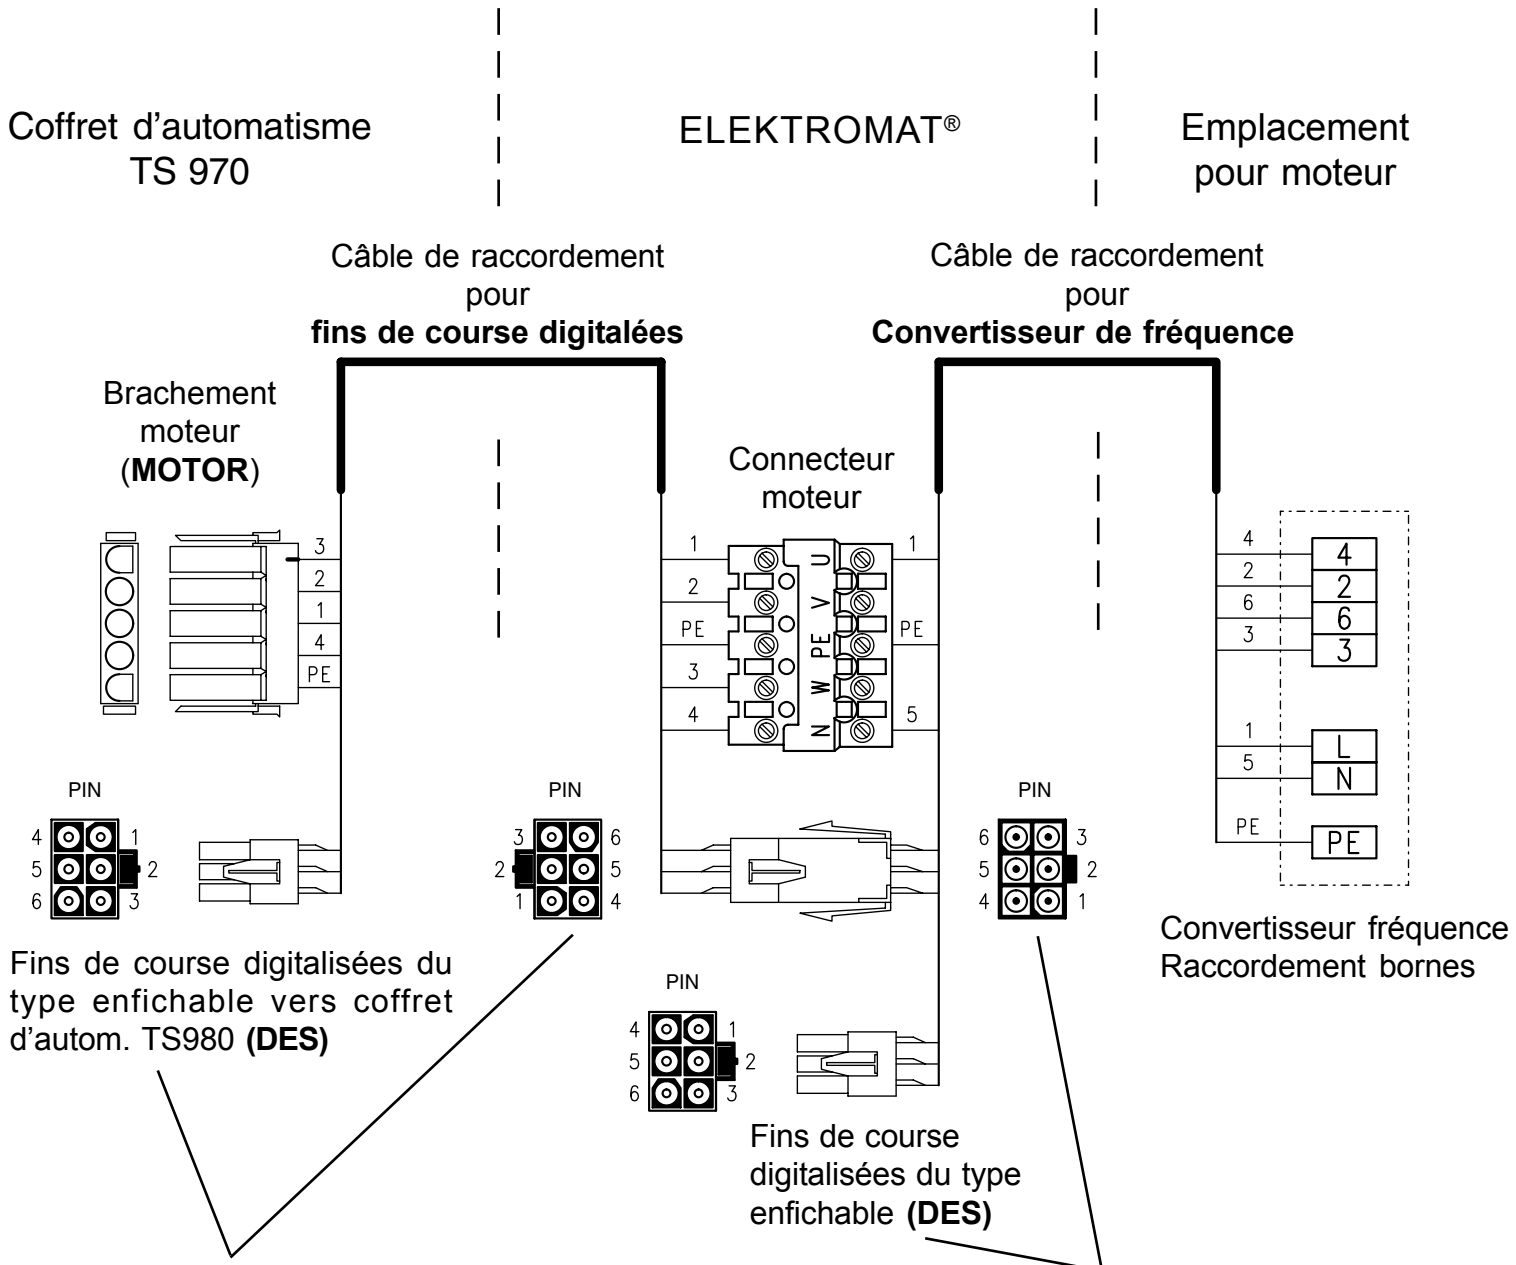 Coffret d'automatisme
TS 970
ELEKTROMAT®
Emplacement
pour moteur
Câble de raccordement
pour
fins de course digitalées
Câble de raccordement
pour
Convertisseur de fréquence
Brachement
moteur
(MOTOR)
Connecteur
moteur
3
2
1
4
PE
1
2
PE
3
4
U
V
PE
W
N
1
PE
5
4
2
6
3
1
5
PE
4
2
6
3
L
N
PE
PIN
4 1
5 2
6 3
PIN
3 6
2 5
1 4
PIN
6 3
5 2
4 1
Convertisseur fréquence
Raccordement bornes
Fins de course digitalisées du
type enfichable vers coffret
d'autom. TS980 (DES)
PIN
4 1
5 2
6 3
Fins de course
digitalisées du type
enfichable (DES)